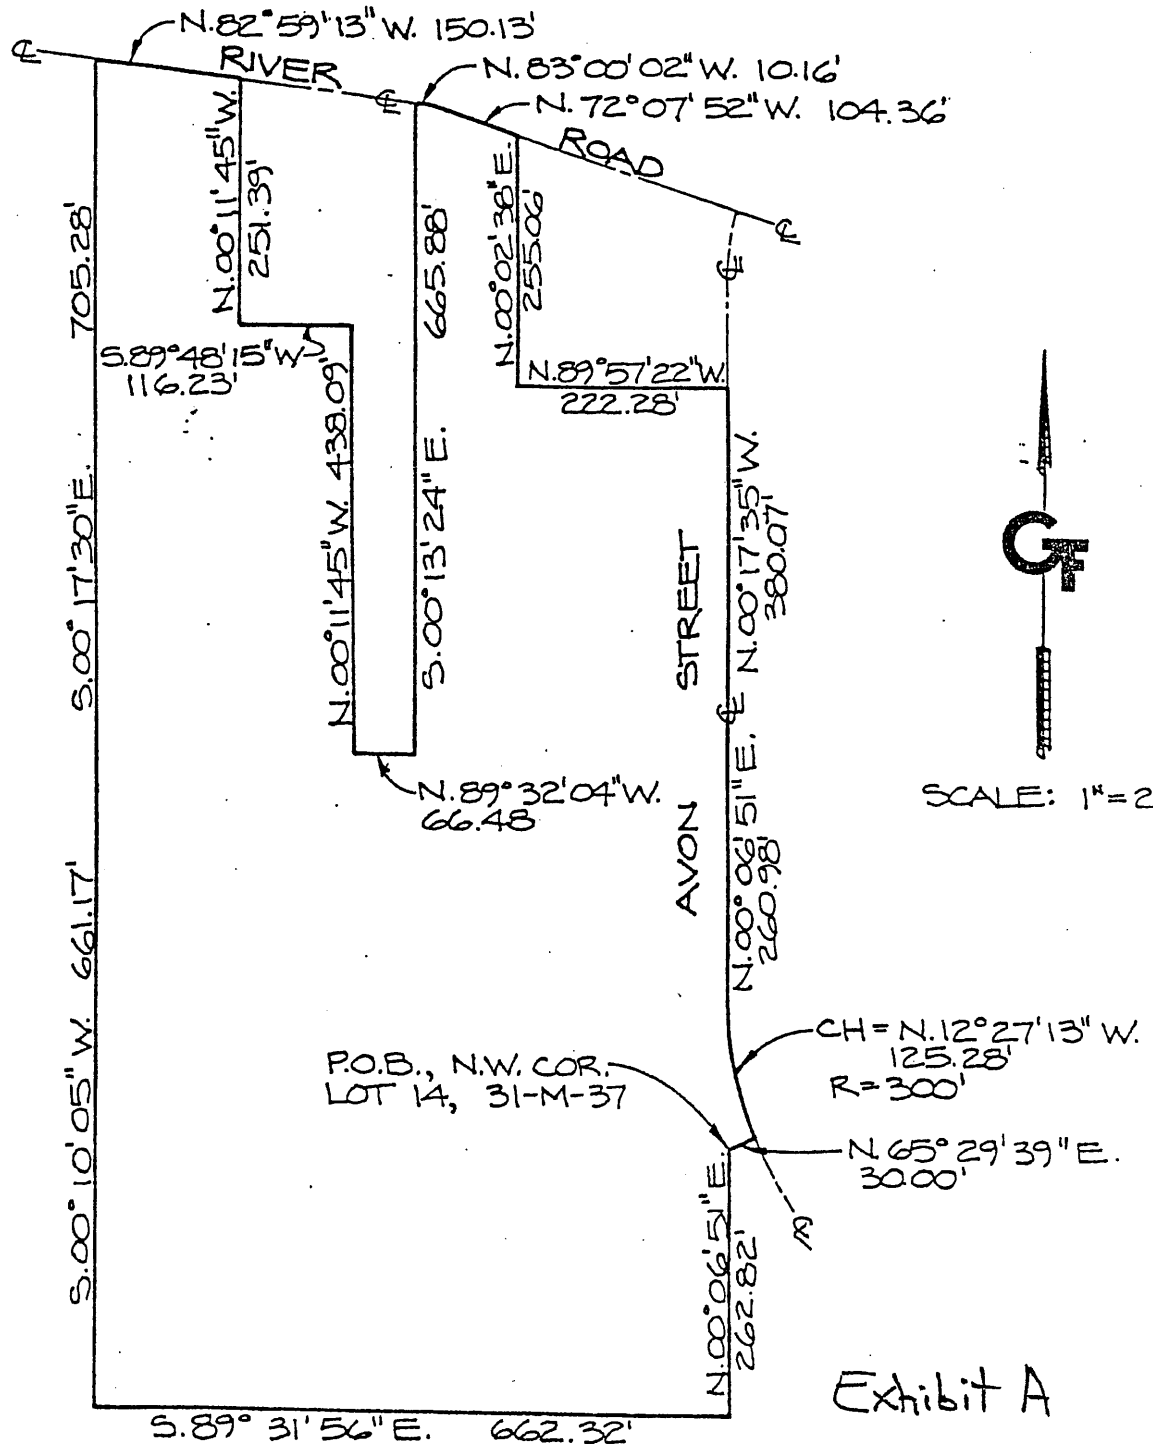 N.82°59'13"W. 150.13'
RIVER
N.83°00'02"W. 10.16'
N.72°07'52"W. 104.36"
ROAD
N.00°11'45"W.
251.39'
705.28'
S.00°17'30"E.
665.88'
S.00°13'24"E.
N.00°02'38"E.
255.06'
S.89°48'15"W
116.23'
N.89°57'22"W.
222.28'
N.00°11'45"W. 438.09'
N.00°17'35"W.
380.07'
STREET
AVON
GF
SCALE: 1"=2
N.89°32'04"W.
66.48
N.00°06'51"E.
260.98'
S.00°10'05"W. 661.17'
CH = N.12°27'13"W.
125.28'
R=300'
P.O.B., N.W. COR.
LOT 14, 31-M-37
N.65°29'39"E.
30.00'
N.00°06'51"E.
262.82'
Exhibit A
S.89°31'56"E. 662.32'